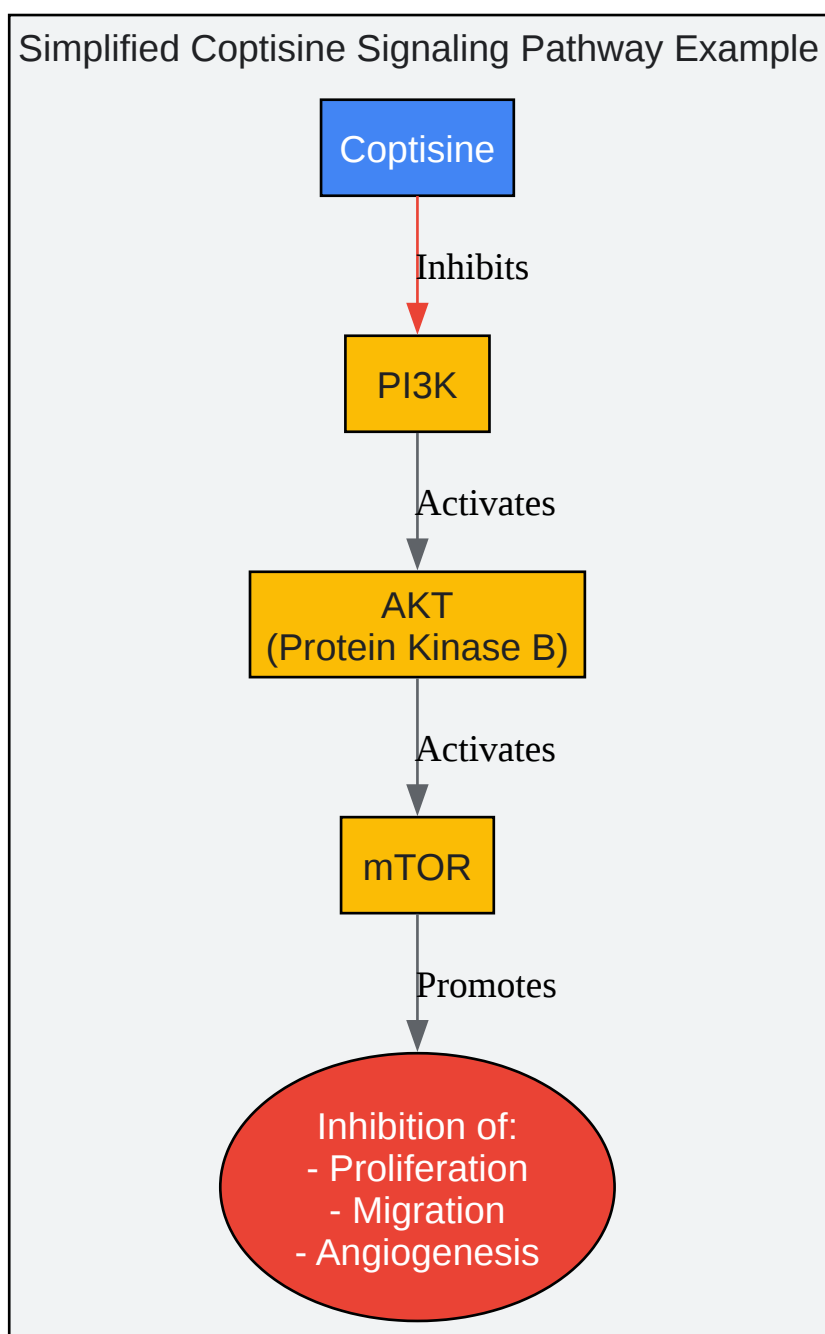 Simplified Coptisine Signaling Pathway Example
Coptisine
Inhibits
PI3K
Activates
AKT
(Protein Kinase B)
Activates
mTOR
Promotes
Inhibition of:
- Proliferation
- Migration
- Angiogenesis